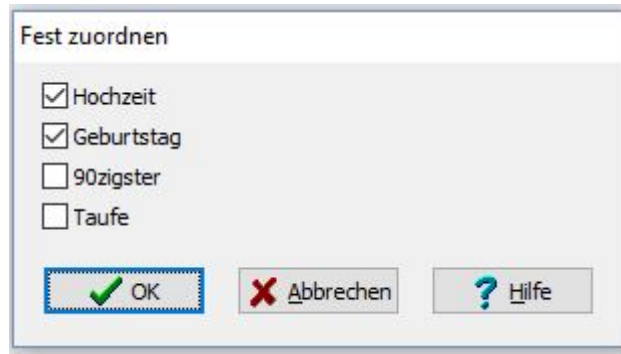 Fest zuordnen
Hochzeit
Geburtstag
90zigster
Taufe
OK Abbrechen Hilfe